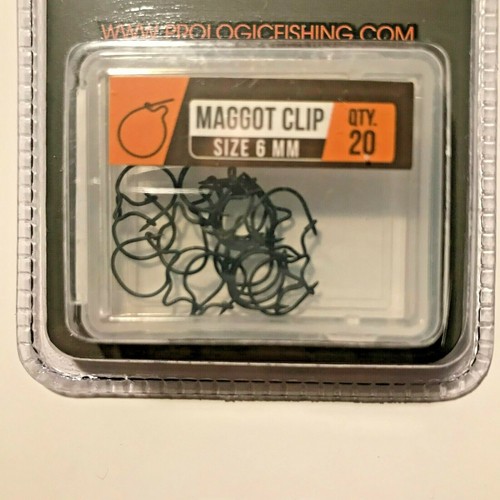 WWW.PROLOGICFISHING.COM
MAGGOT CLIP
SIZE 6 MM
QTY.
20